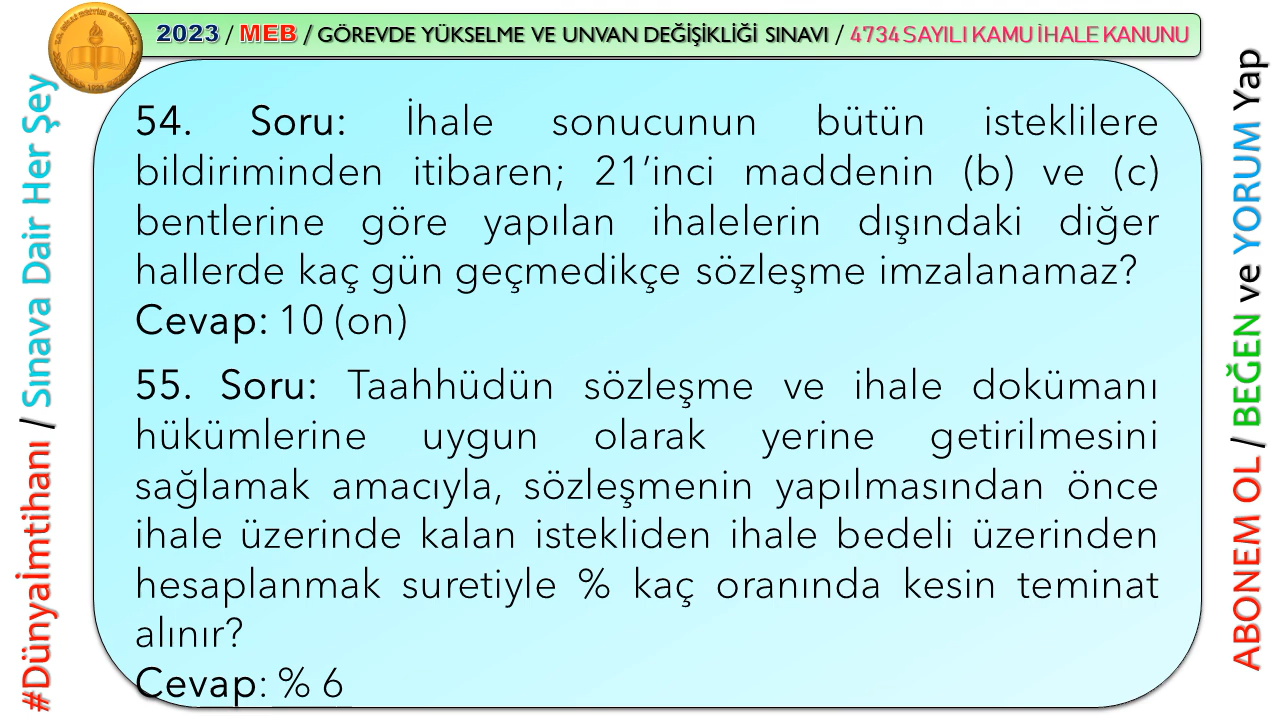 2023 / MEB / GÖREVDE YÜKSELME VE UNVAN DEĞİŞİKLİĞİ SINAVI / 4734 SAYILI KAMU İHALE KANUNU
#Dünyaİmtihanı / Sınava Dair Her Şey
54. Soru: İhale sonucunun bütün isteklilere
bildiriminden itibaren; 21’inci maddenin (b) ve (c)
bentlerine göre yapılan ihalelerin dışındaki diğer
hallerde kaç gün geçmedikçe sözleşme imzalanamaz?
Cevap: 10 (on)
55. Soru: Taahhüdün sözleşme ve ihale dokümanı
hükümlerine uygun olarak yerine getirilmesini
sağlamak amacıyla, sözleşmenin yapılmasından önce
ihale üzerinde kalan istekliden ihale bedeli üzerinden
hesaplanmak suretiyle % kaç oranında kesin teminat
alınır?
Cevap: % 6
ABONEM OL / BEĞEN ve YORUM Yap